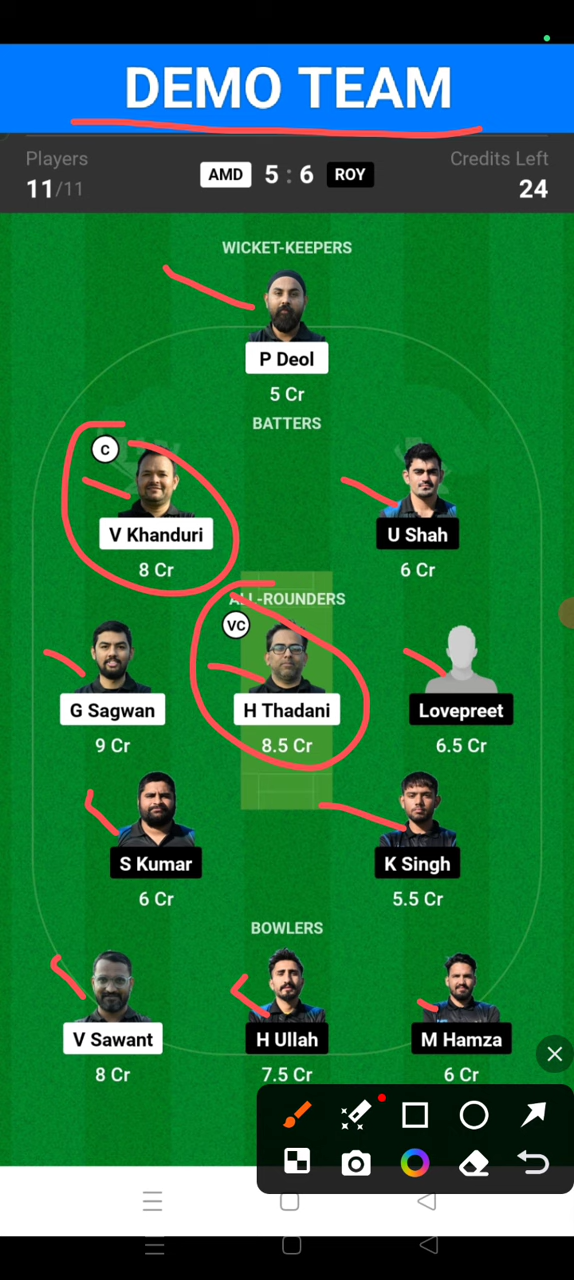 DEMO TEAM
Players
Credits Left
11/11
AMD 5 : 6 ROY
24
WICKET-KEEPERS
P Deol
5 Cr
BATTERS
C
V Khanduri
U Shah
8 Cr
6 Cr
ALL-ROUNDERS
VC
G Sagwan
H Thadani
Lovepreet
9 Cr
8.5 Cr
6.5 Cr
S Kumar
K Singh
6 Cr
5.5 Cr
BOWLERS
V Sawant
H Ullah
M Hamza
8 Cr
7.5 Cr
6 Cr